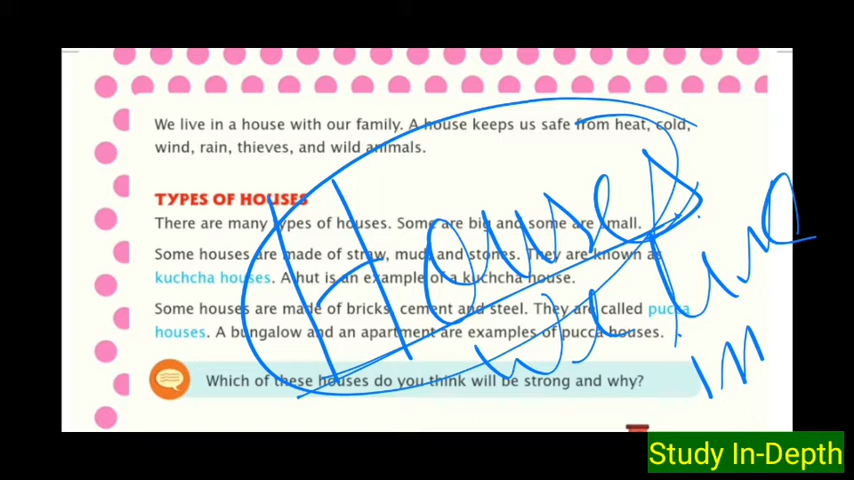 We live in a house with our family. A house keeps us safe from heat, cold,
wind, rain, thieves, and wild animals.
TYPES OF HOUSES
There are many types of houses. Some are big and some are small.
Some houses are made of straw, mud and stones. They are known as
kuchcha houses. A hut is an example of a kuchcha house.
Some houses are made of bricks, cement and steel. They are called pucca
houses. A bungalow and an apartment are examples of pucca houses.
Which of these houses do you think will be strong and why?
Houses
we live
in
Study In-Depth